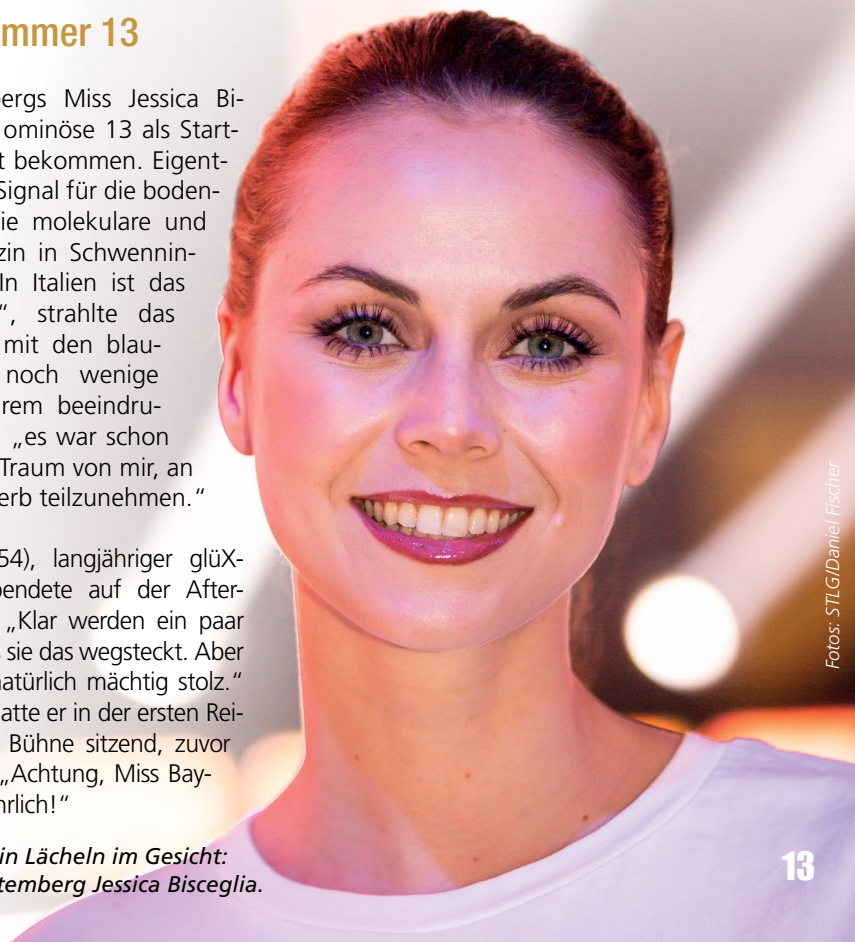 mmer 13
ergs Miss Jessica Bi-
ominöse 13 als Start-
t bekommen. Eigent-
Signal für die boden-
ie molekulare und
zin in Schwennin-
In Italien ist das
“, strahlte das
mit den blau-
noch wenige
rem beeindru-
„es war schon
Traum von mir, an
erb teilzunehmen.“
54), langjähriger glüX-
pendete auf der After-
„Klar werden ein paar
sie das wegsteckt. Aber
natürlich mächtig stolz.“
atte er in der ersten Rei-
Bühne sitzend, zuvor
„Achtung, Miss Bay-
hrlich!“
in Lächeln im Gesicht:
temberg Jessica Bisceglia.
Fotos: STLG/Daniel Fischer
13